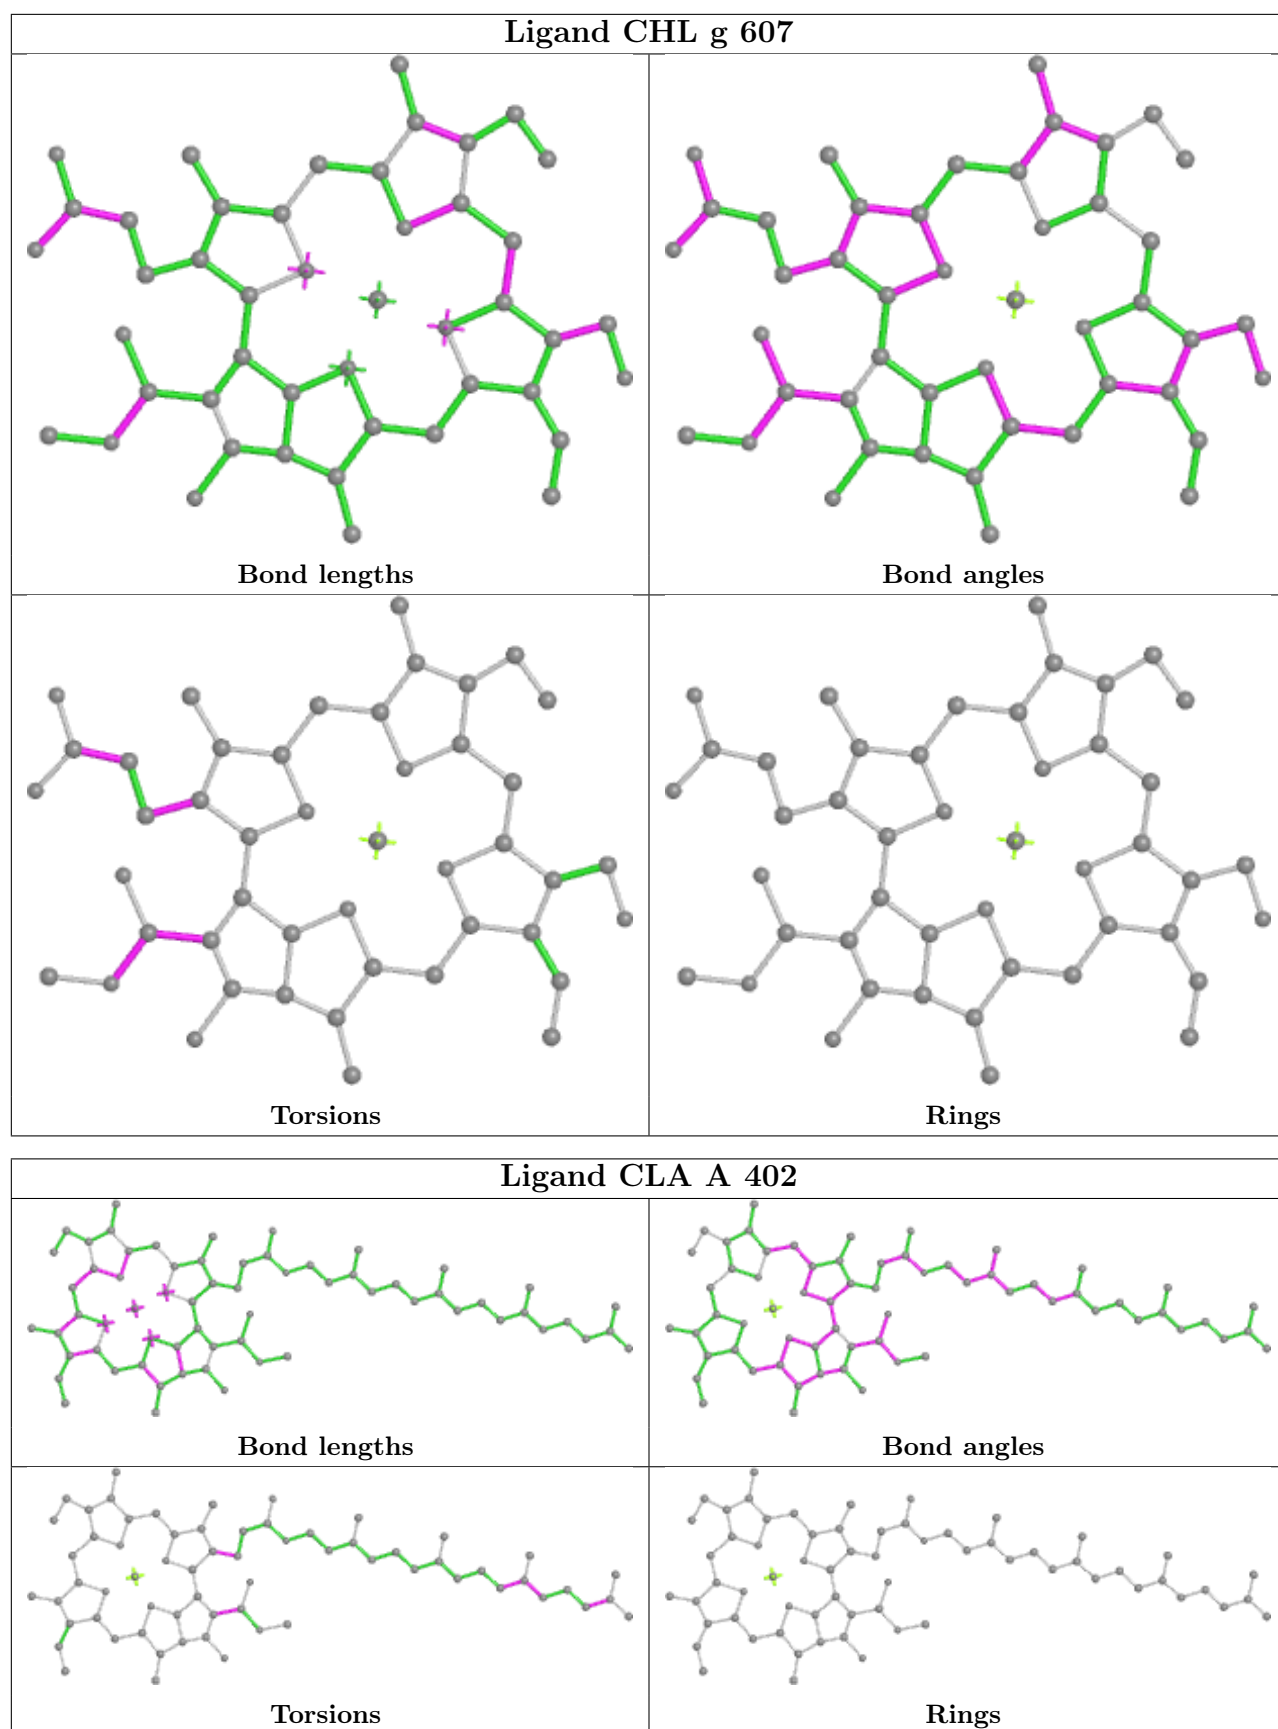 Ligand CHL g 607
Bond lengths
Bond angles
Torsions
Rings
Ligand CLA A 402
Bond lengths
Bond angles
Torsions
Rings